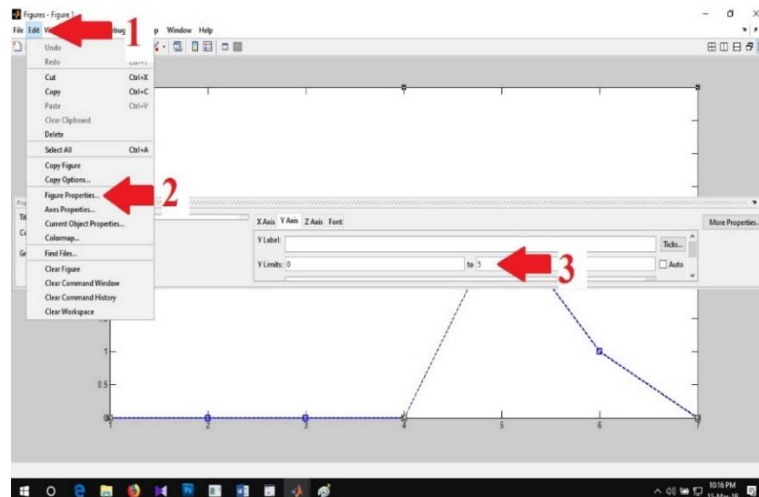 Figures - Figure 1
File Edit Window Help
1
Undo
Redo
Cut Ctrl+X
Copy Ctrl+C
Paste Ctrl+V
Clear Clipboard
Delete
Select All Ctrl+A
Copy Figure
Copy Options...
Figure Properties...
2
Axes Properties...
Current Object Properties...
Colormap...
Find Files...
Clear Figure
Clear Command Window
Clear Command History
Clear Workspace
X Axis Y Axis Z Axis Font
More Properties...
Y Label:
Ticks...
Y Limits: 0 to 5
3
Auto
1
0.5
0
1 2 3 4 5 6 7
10:16 PM
15-Mar-19